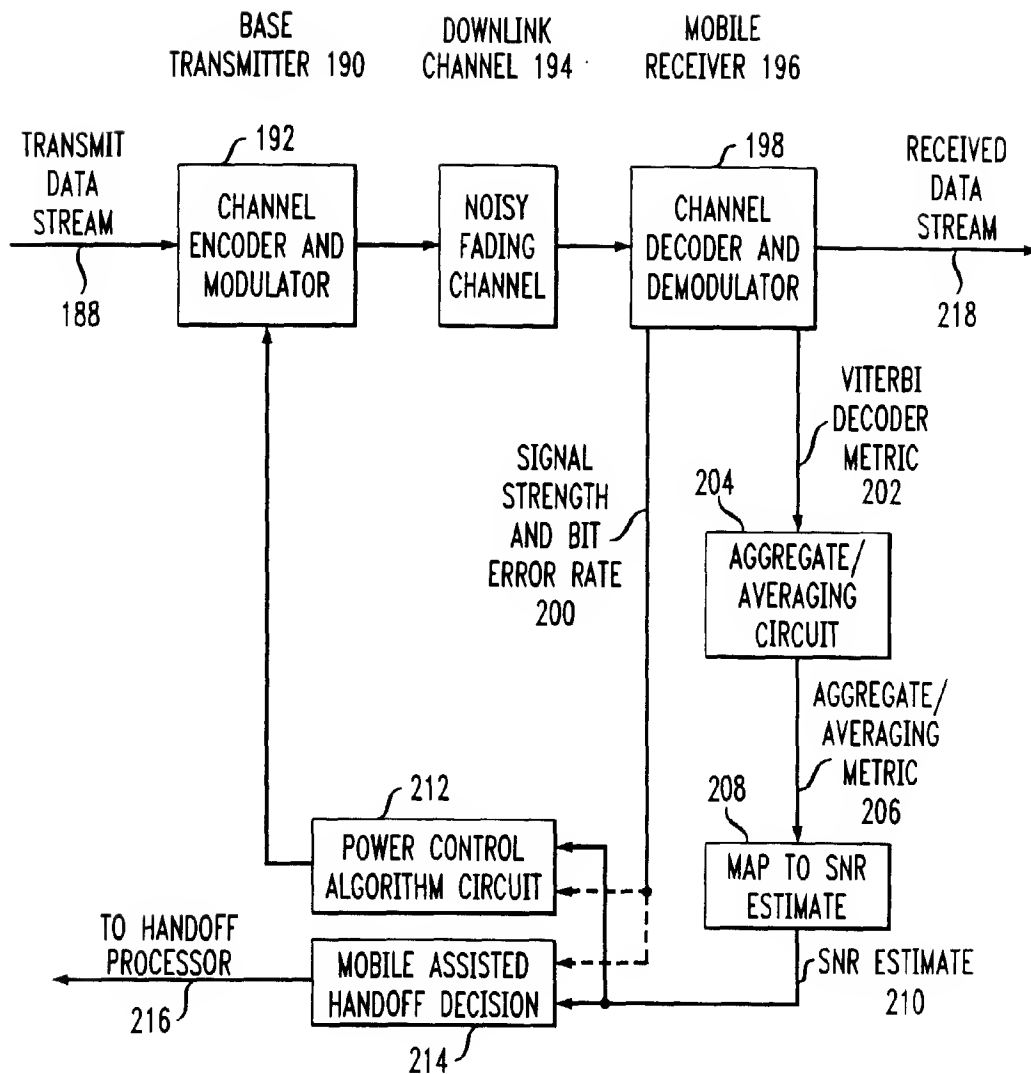 BASE
TRANSMITTER 190
DOWNLINK
CHANNEL 194
MOBILE
RECEIVER 196
TRANSMIT
DATA
STREAM
188
192
CHANNEL
ENCODER AND
MODULATOR
NOISY
FADING
CHANNEL
198
CHANNEL
DECODER AND
DEMODULATOR
RECEIVED
DATA
STREAM
218
SIGNAL
STRENGTH
AND BIT
ERROR RATE
200
VITERBI
DECODER
METRIC
202
204
AGGREGATE/
AVERAGING
CIRCUIT
AGGREGATE/
AVERAGING
METRIC
206
208
MAP TO SNR
ESTIMATE
SNR ESTIMATE
210
212
POWER CONTROL
ALGORITHM CIRCUIT
TO HANDOFF
PROCESSOR
216
MOBILE ASSISTED
HANDOFF DECISION
214